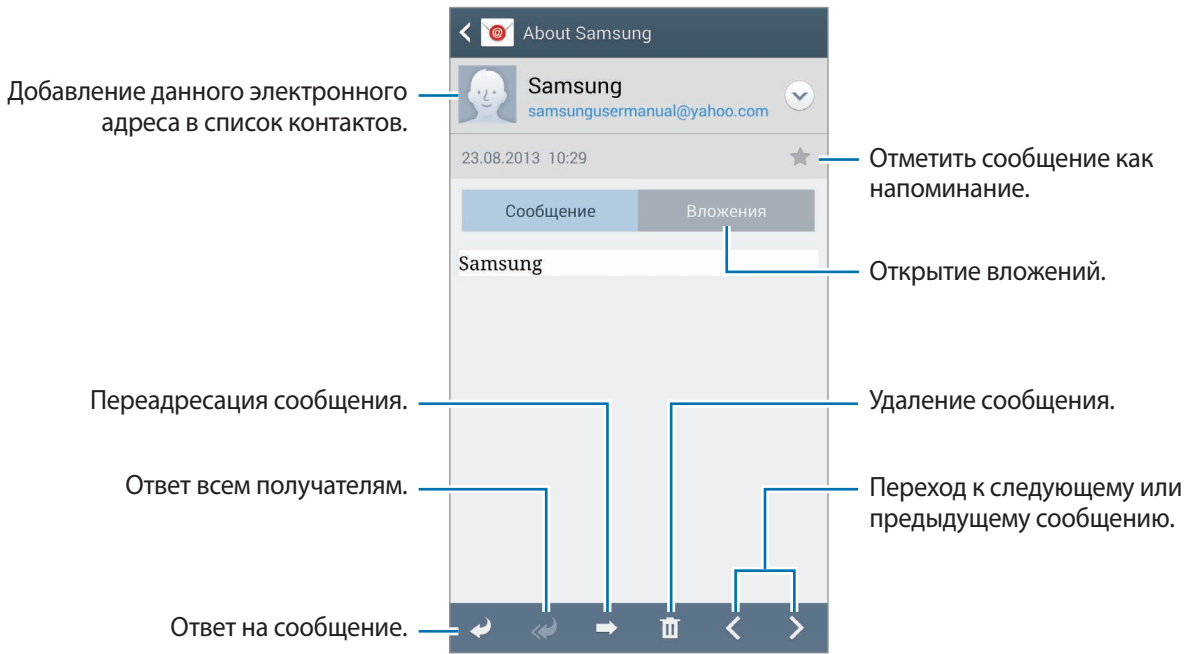 About Samsung
Добавление данного электронного
адреса в список контактов.
Samsung
samsungusermanual@yahoo.com
23.08.2013 10:29
Отметить сообщение как
напоминание.
Сообщение
Вложения
Samsung
Открытие вложений.
Переадресация сообщения.
Удаление сообщения.
Ответ всем получателям.
Переход к следующему или
предыдущему сообщению.
Ответ на сообщение.